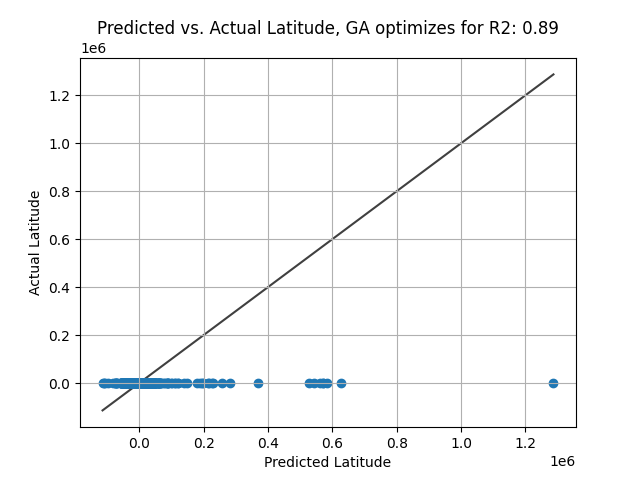 Predicted vs. Actual Latitude, GA optimizes for R2: 0.89
1e6
1.2
1.0
0.8
0.6
0.4
0.2
0.0
Actual Latitude
0.0 0.2 0.4 0.6 0.8 1.0 1.2
Predicted Latitude
1e6